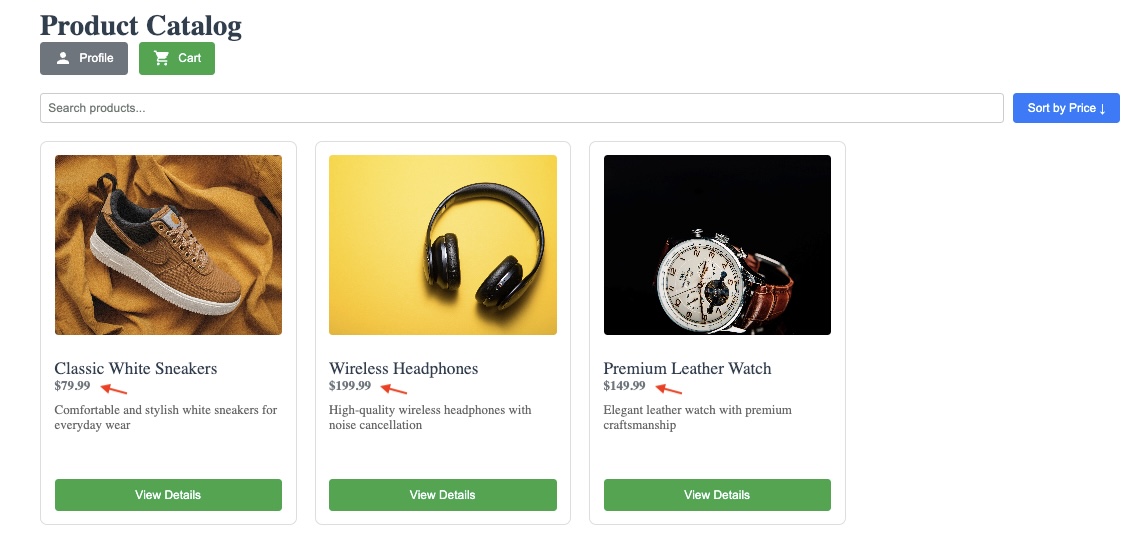 Product Catalog
Profile
Cart
Search products...
Sort by Price ↓
Classic White Sneakers
$79.99
Comfortable and stylish white sneakers for
everyday wear
View Details
Wireless Headphones
$199.99
High-quality wireless headphones with
noise cancellation
View Details
Premium Leather Watch
$149.99
Elegant leather watch with premium
craftsmanship
View Details